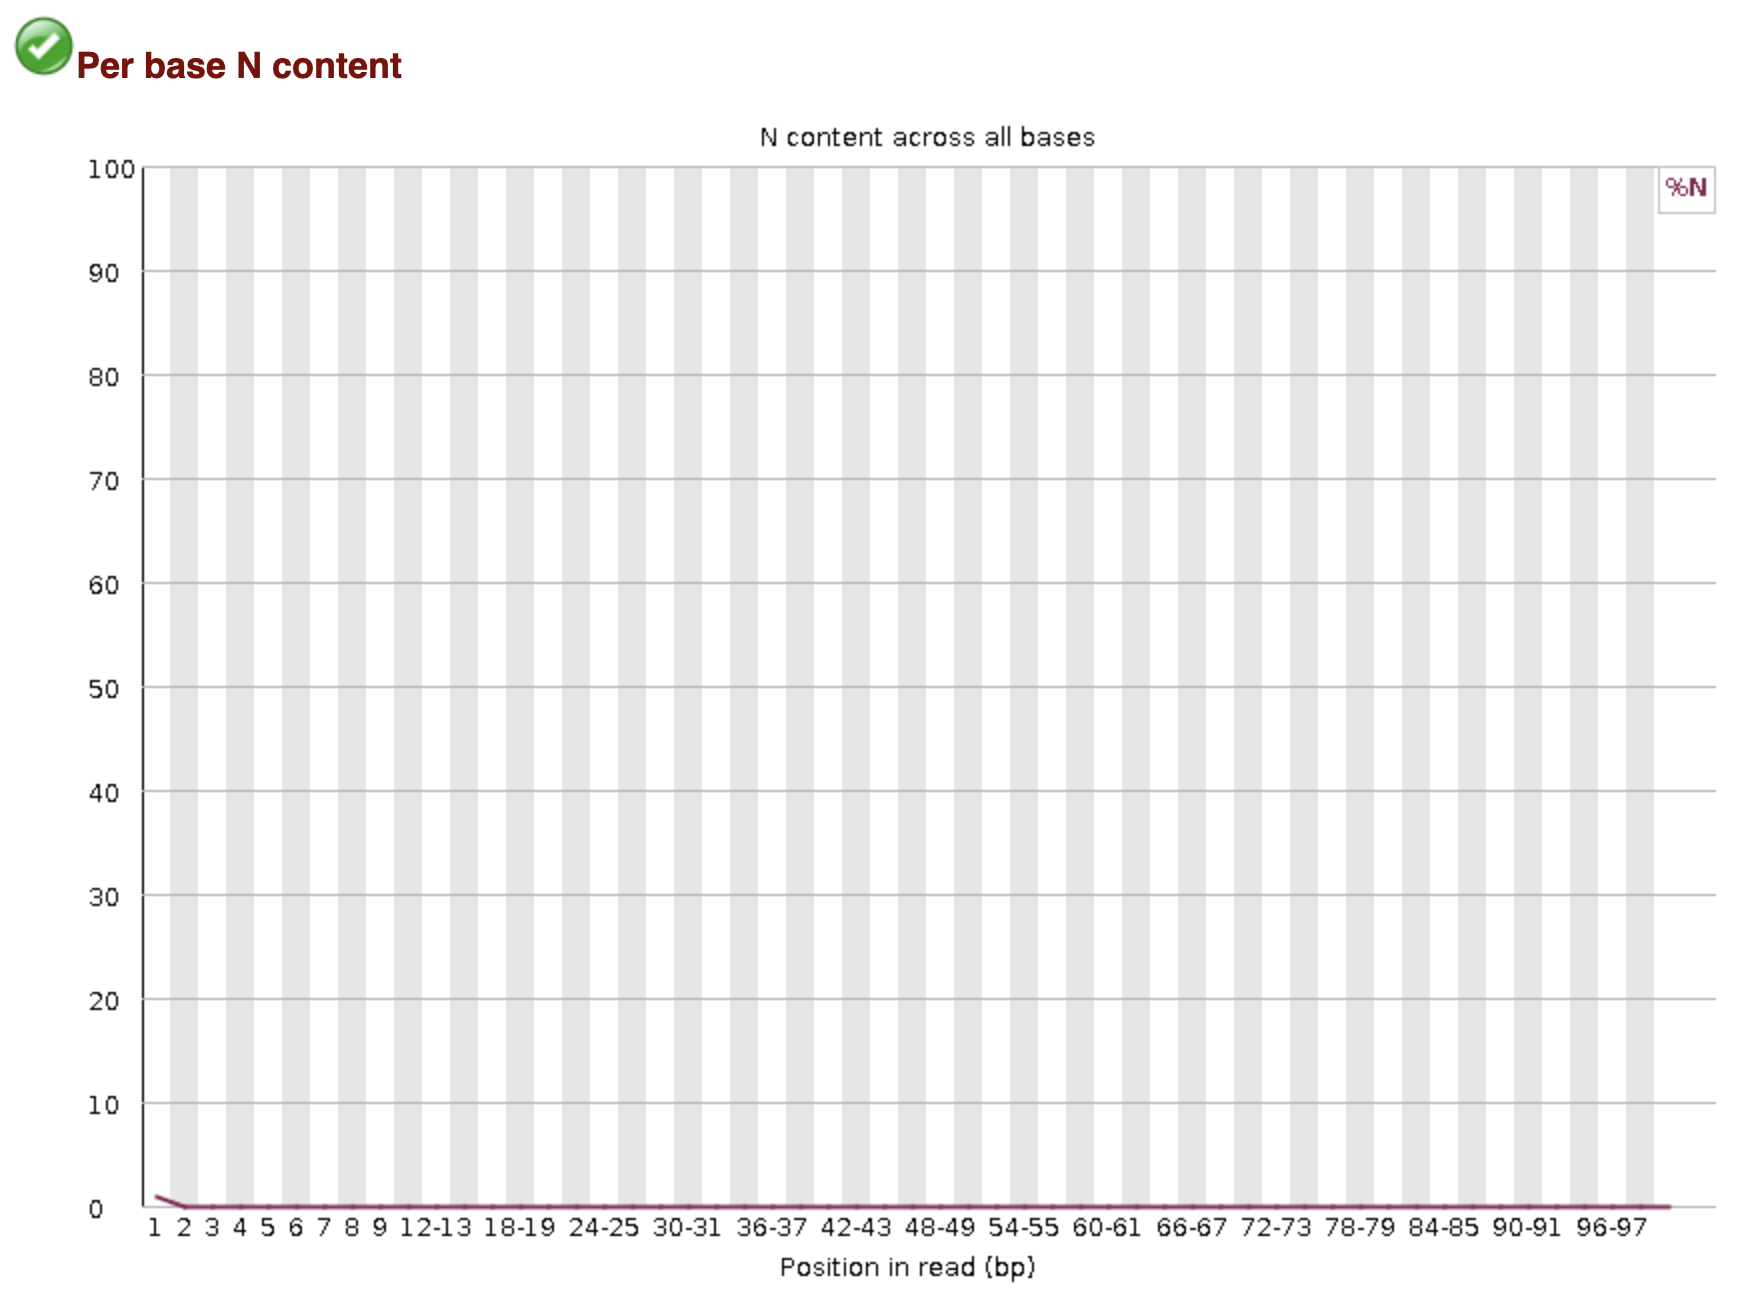 Per base N content
N content across all bases
%N
100
90
80
70
60
50
40
30
20
10
0
1 2 3 4 5 6 7 8 9 12-13 18-19 24-25 30-31 36-37 42-43 48-49 54-55 60-61 66-67 72-73 78-79 84-85 90-91 96-97
Position in read (bp)